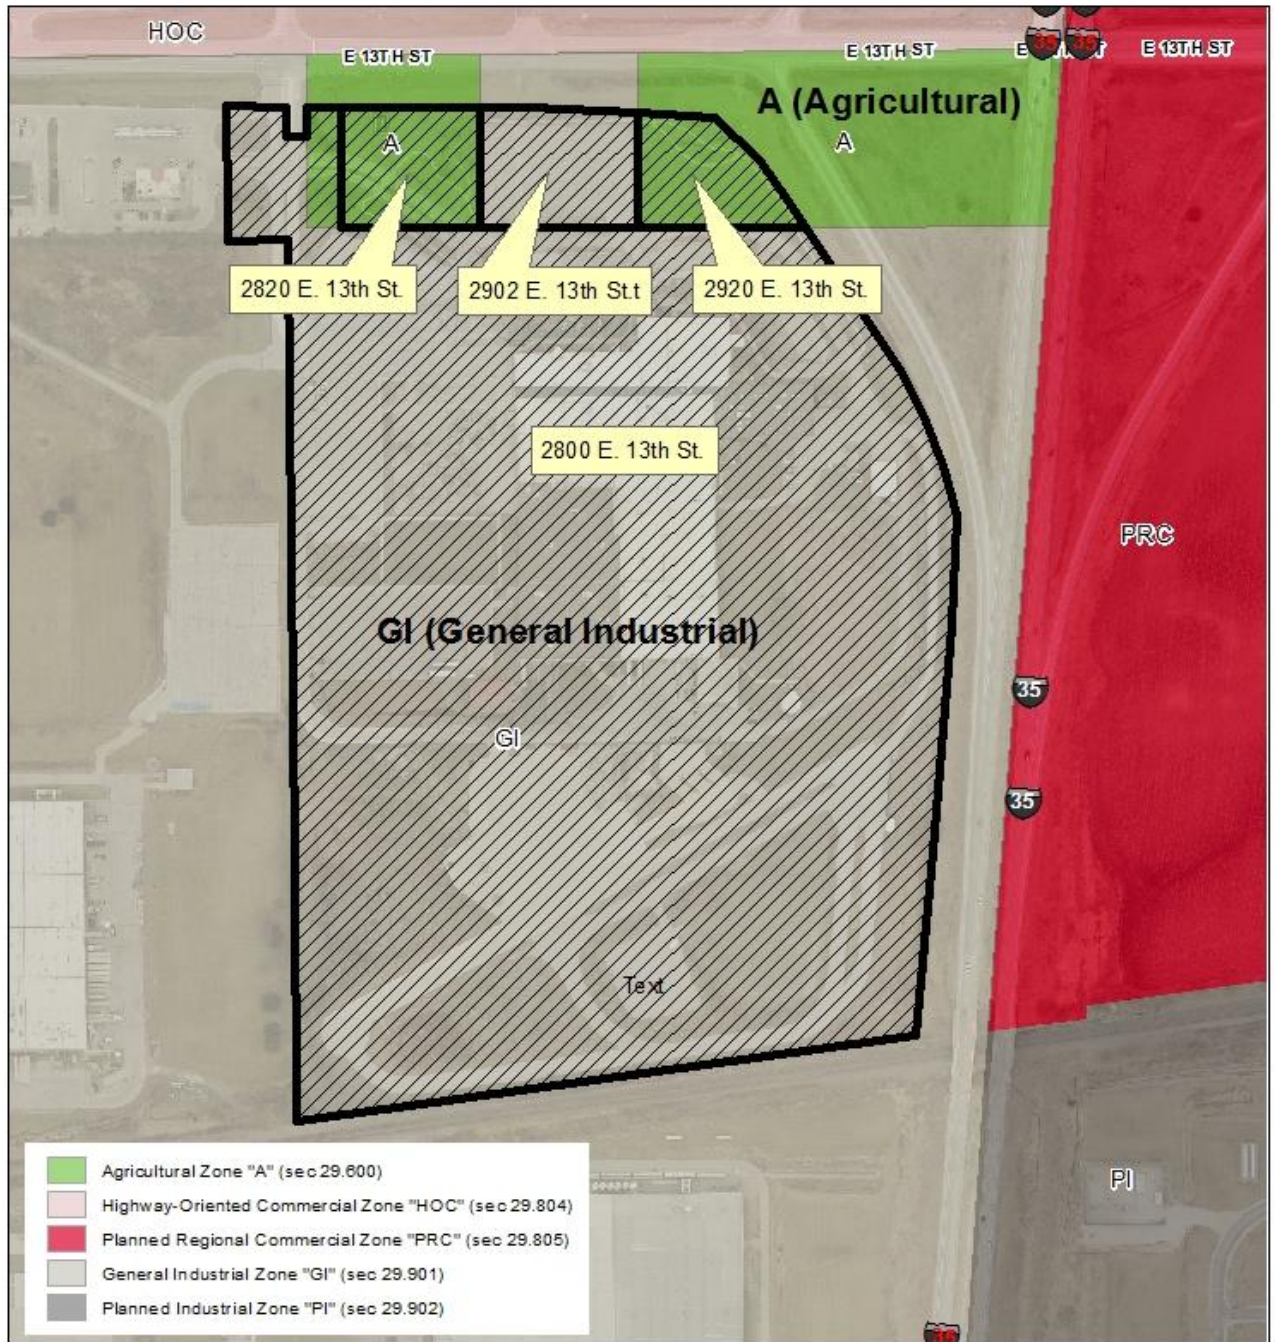 HOC
E 13TH ST
E 13TH ST
E 13TH ST
35
35
A (Agricultural)
A
A
2820 E. 13th St.
2902 E. 13th St.t
2920 E. 13th St.
2800 E. 13th St.
PRC
GI (General Industrial)
35
GI
35
Text
Agricultural Zone "A" (sec 29.600)
Highway-Oriented Commercial Zone "HOC" (sec 29.804)
Planned Regional Commercial Zone "PRC" (sec 29.805)
General Industrial Zone "GI" (sec 29.901)
Planned Industrial Zone "PI" (sec 29.902)
PI
35